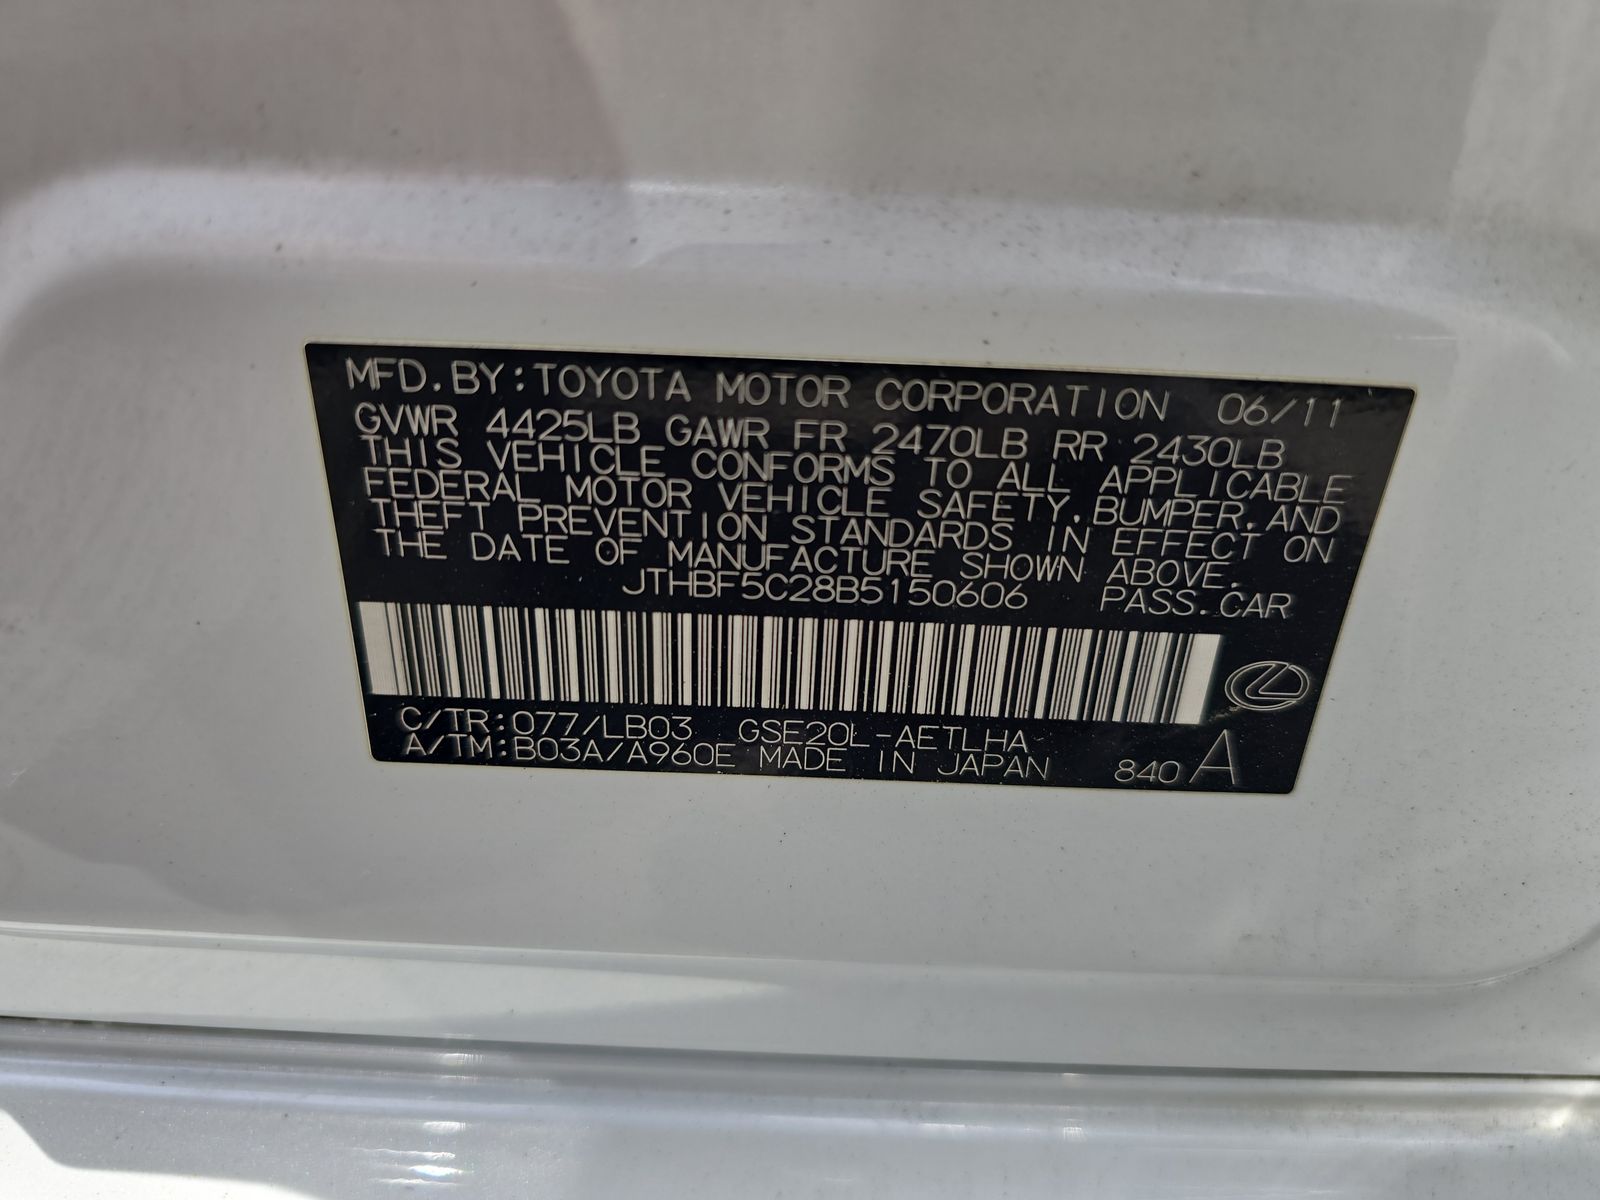 MFD.BY:TOYOTA MOTOR CORPORATION 06/11
GVWR 4425LB GAWR FR 2470LB RR 2430LB
THIS VEHICLE CONFORMS TO ALL APPLICABLE
FEDERAL MOTOR VEHICLE SAFETY,BUMPER,AND
THEFT PREVENTION STANDARDS IN EFFECT ON
THE DATE OF MANUFACTURE SHOWN ABOVE.
JTHBF5C28B5150606 PASS.CAR
C/TR:077/LB03 GSE20L-AETLHA
A/TM:B03A/A960E MADE IN JAPAN 840 A